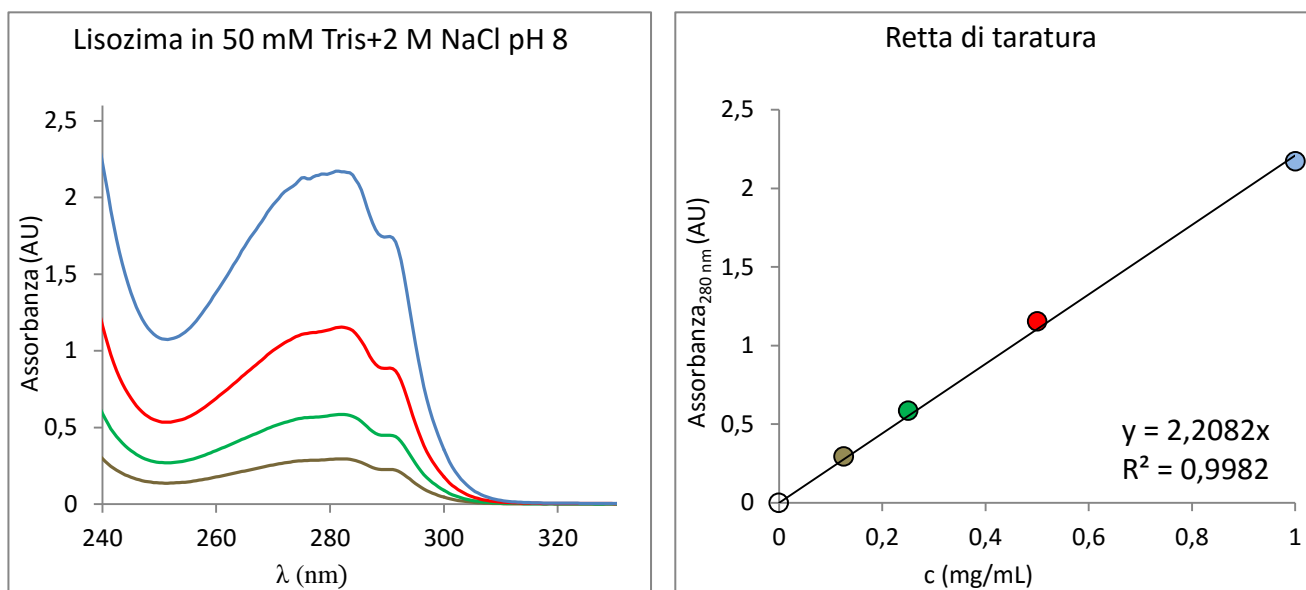 Lisozima in 50 mM Tris+2 M NaCl pH 8
Assorbanza (AU)
2,5
2
1,5
1
0,5
0
240 260 280 300 320
λ (nm)
Retta di taratura
Assorbanza280 nm (AU)
2,5
2
1,5
1
0,5
0
y = 2,2082x
R² = 0,9982
0 0,2 0,4 0,6 0,8 1
c (mg/mL)